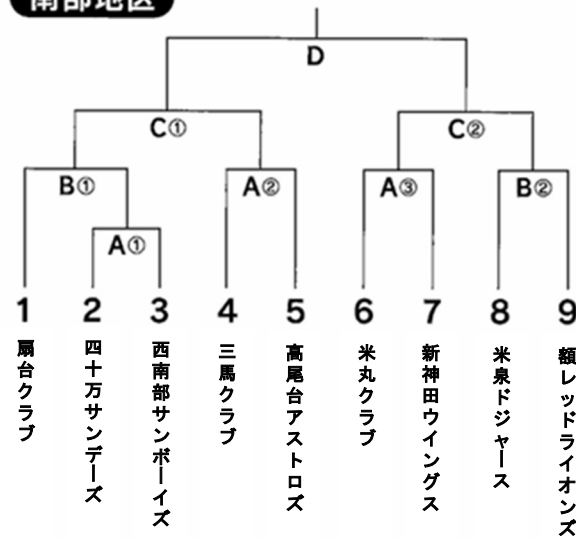 南部地区
D
C① C②
B① A② A③ B②
A①
1 2 3 4 5 6 7 8 9
扇台クラブ
四十万サンデーズ
西南部サンボーイズ
三馬クラブ
高尾台アストロズ
米丸クラブ
新神田ウイングス
米泉ドジャース
額レッドライオンズ